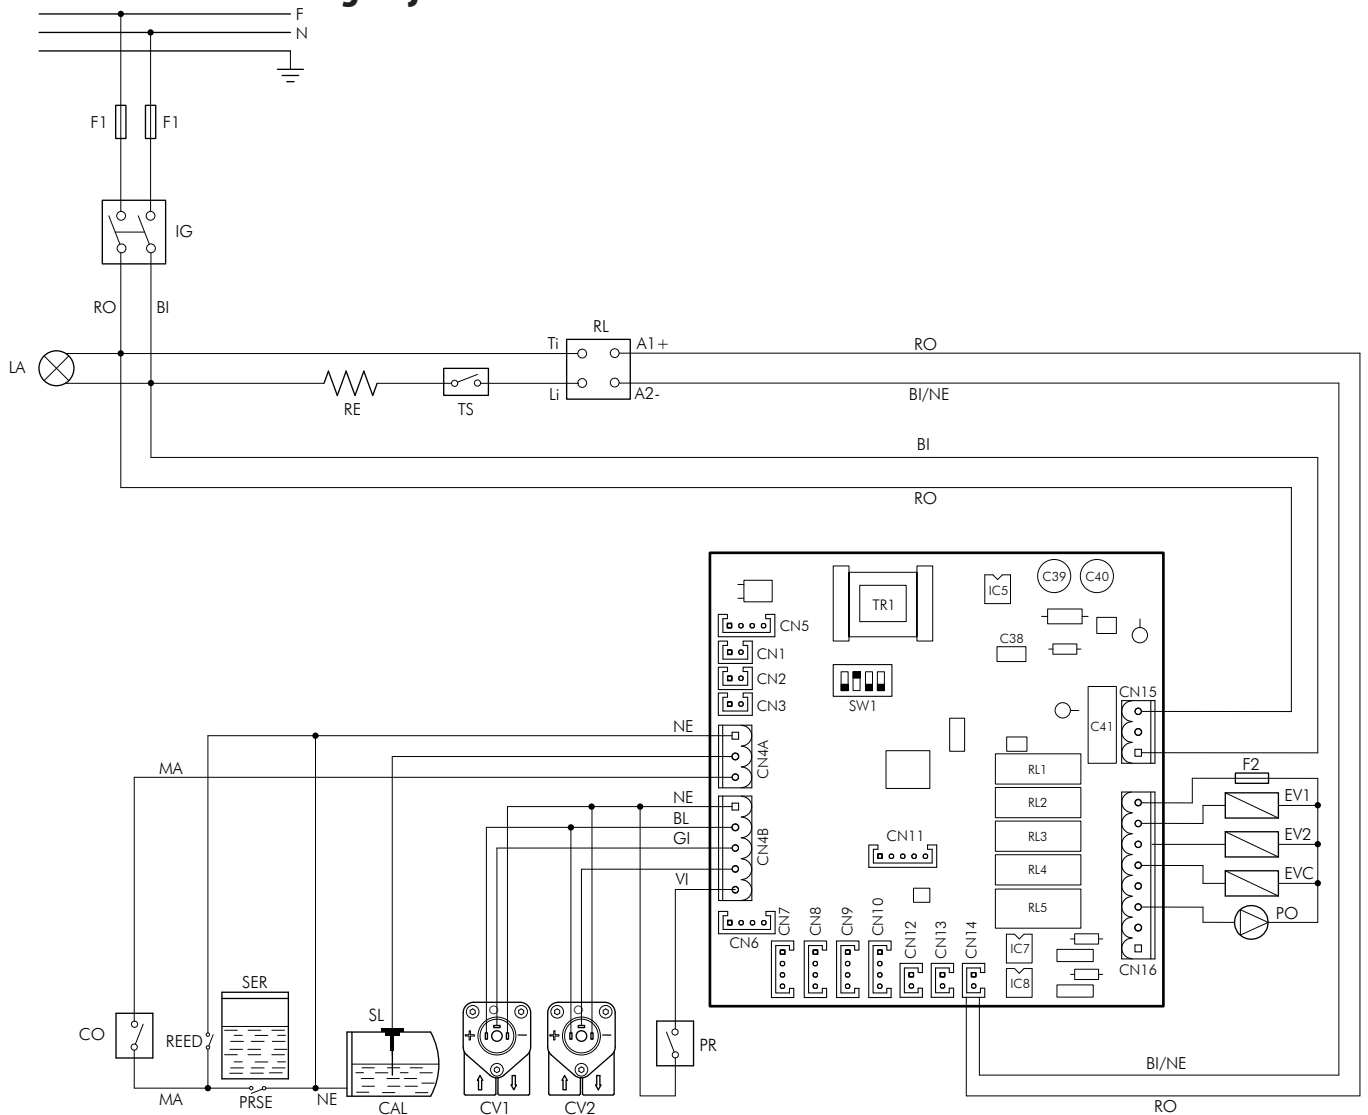 F
N
F1 F1
IG
RO BI
RL
Ti A1+ RO
LA
RE TS Li A2- BI/NE
BI
RO
IC5 C39 C40
TR1
CN5
C38
CN1
CN2
CN3 SW1
CN15
C41
NE
CN4A
MA
RL1
F2
NE
RL2
EV1
BL
GI
CN4B
CN11
RL3
EV2
VI
RL4
EVC
RL5
PO
CN6
CN7 CN8 CN9 CN10 CN12 CN13 CN14
IC7
CN16
IC8
SER
SL
CO REED
+ − + −
PR
BI/NE
MA PRSE NE CAL CV1 CV2
RO